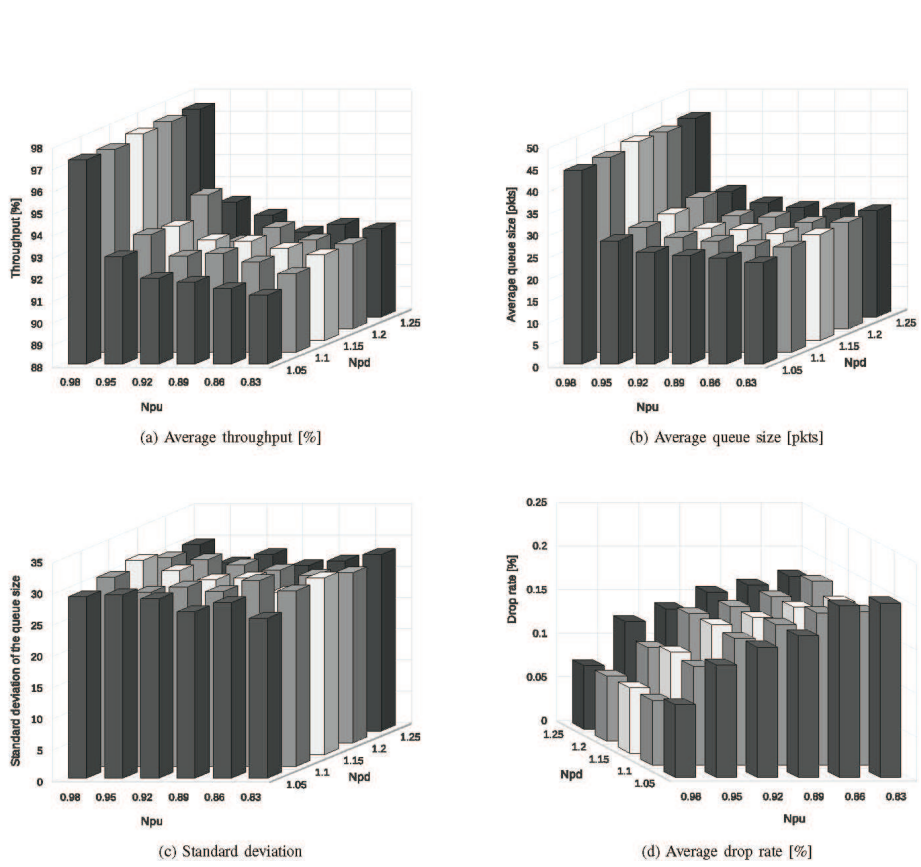 98
97
96
95
94
93
92
91
90
89
88
Throughput [%]
0.98 0.95 0.92 0.89 0.86 0.83
Npu
1.05
1.1
1.15
1.2
1.25
Npd
(a) Average throughput [%]
50
45
40
35
30
25
20
15
10
5
0
Average queue size [pkts]
0.98 0.95 0.92 0.89 0.86 0.83
Npu
1.05
1.1
1.15
1.2
1.25
Npd
(b) Average queue size [pkts]
35
30
25
20
15
10
5
0
Standard deviation of the queue size
0.98 0.95 0.92 0.89 0.86 0.83
Npu
1.05
1.1
1.15
1.2
1.25
Npd
(c) Standard deviation
0.25
0.2
0.15
0.1
0.05
0
Drop rate [%]
1.25
1.2
1.15
1.1
1.05
Npd
0.98 0.95 0.92 0.89 0.86 0.83
Npu
(d) Average drop rate [%]